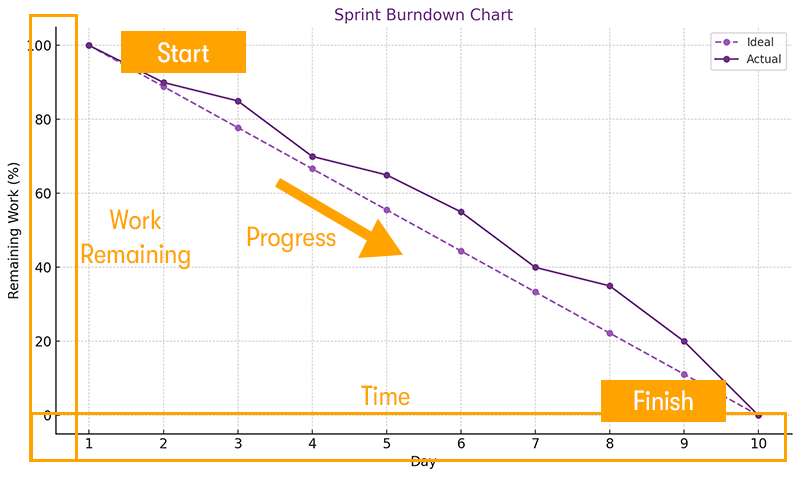 Sprint Burndown Chart
100
Start
Ideal
Actual
80
Remaining Work (%)
60
Work
Remaining
Progress
40
20
Time
Finish
0
1 2 3 4 5 6 7 8 9 10
Day